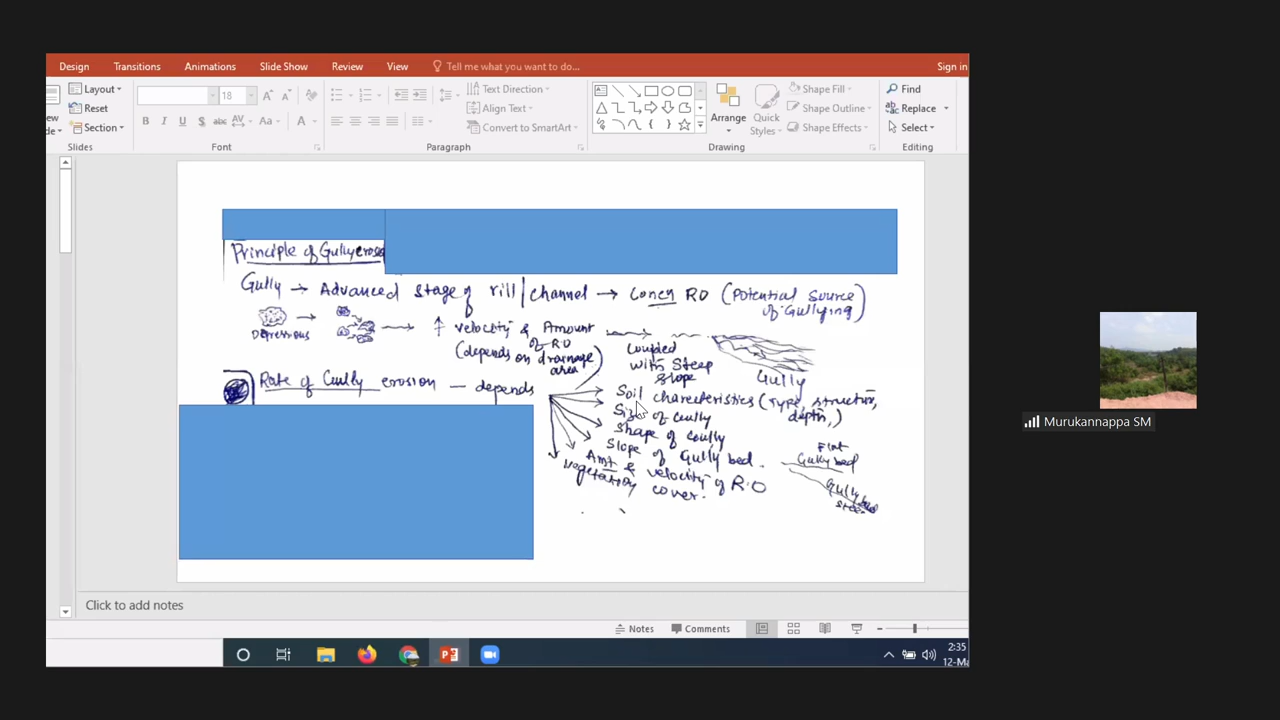 Design Transitions Animations Slide Show Review View Tell me what you want to do... Sign in
Layout
Reset
Section
18
Text Direction
Align Text
Convert to SmartArt
Arrange
Quick
Styles
Shape Fill
Shape Outline
Shape Effects
Find
Replace
Select
Slides Font Paragraph Drawing Editing
Principle of Gully
Gully → Advanced stage of rill/channel → RO (Potential source
of Gullying)
→ → ↑ velocity & Amount
of RO
(depends on drainage
area)
Coupled
with Steep
slope
Gully
Rate of Gully erosion — depends
Soil characteristics (Type, structure,
depth,)
Size of Gully
Shape of Gully
Slope of Gully bed.
Amt & velocity of R.O
Vegetation cover.
Flat
Gully bed
Gully bed
Click to add notes
Notes Comments
2:35
12-Ma
Murukannappa SM